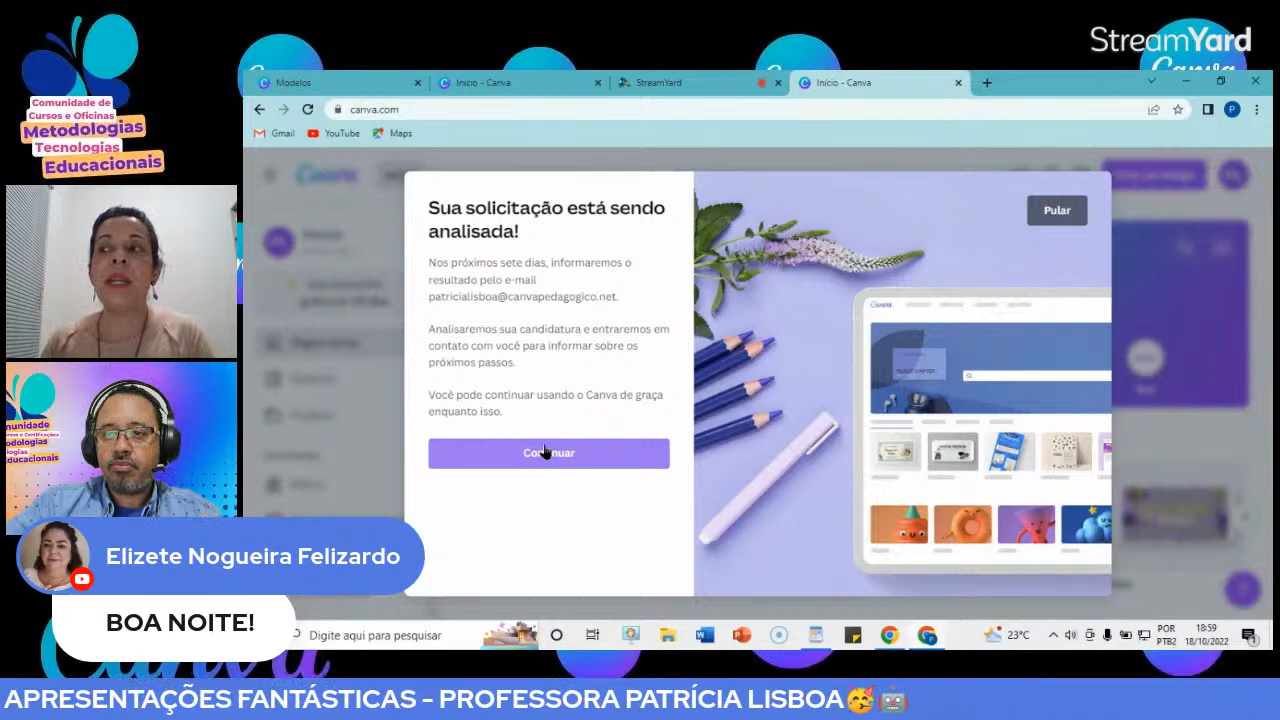 StreamYard
Comunidade de
Cursos e Oficinas
Metodologias
Tecnologias
Educacionais
Modelos
Início - Canva
StreamYard
Início - Canva
canva.com
Gmail
YouTube
Maps
Canva
Sua solicitação está sendo
analisada!
Nos próximos sete dias, informaremos o
resultado pelo e-mail
patricialisboa@canvapedagogico.net.
Analisaremos sua candidatura e entraremos em
contato com você para informar sobre os
próximos passos.
Você pode continuar usando o Canva de graça
enquanto isso.
Continuar
Pular
Canva
Elizete Nogueira Felizardo
BOA NOITE!
Digite aqui para pesquisar
23°C
POR
PTB2
18:59
18/10/2022
APRESENTAÇÕES FANTÁSTICAS - PROFESSORA PATRÍCIA LISBOA🥳🤖